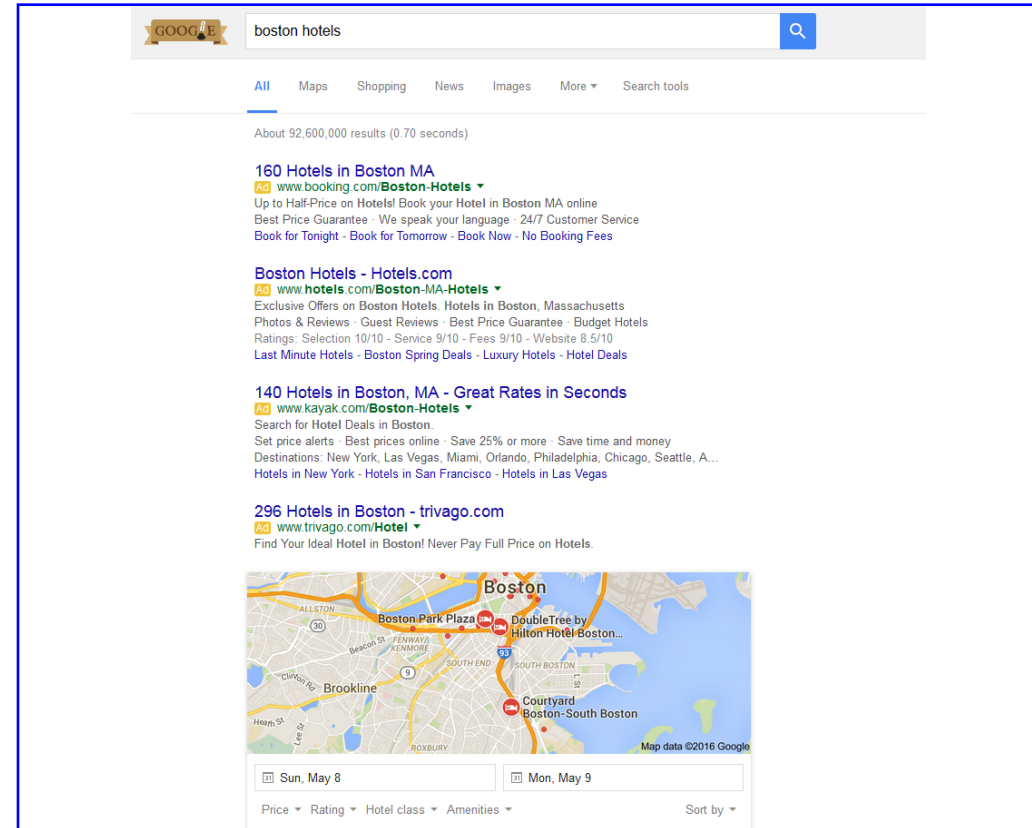 GOOGLE
boston hotels
All Maps Shopping News Images More Search tools
About 92,600,000 results (0.70 seconds)
160 Hotels in Boston MA
Ad www.booking.com/Boston-Hotels
Up to Half-Price on Hotels! Book your Hotel in Boston MA online
Best Price Guarantee · We speak your language · 24/7 Customer Service
Book for Tonight - Book for Tomorrow - Book Now - No Booking Fees
Boston Hotels - Hotels.com
Ad www.hotels.com/Boston-MA-Hotels
Exclusive Offers on Boston Hotels. Hotels in Boston, Massachusetts
Photos & Reviews · Guest Reviews · Best Price Guarantee · Budget Hotels
Ratings: Selection 10/10 - Service 9/10 - Fees 9/10 - Website 8.5/10
Last Minute Hotels - Boston Spring Deals - Luxury Hotels - Hotel Deals
140 Hotels in Boston, MA - Great Rates in Seconds
Ad www.kayak.com/Boston-Hotels
Search for Hotel Deals in Boston.
Set price alerts · Best prices online · Save 25% or more · Save time and money
Destinations: New York, Las Vegas, Miami, Orlando, Philadelphia, Chicago, Seattle, A...
Hotels in New York - Hotels in San Francisco - Hotels in Las Vegas
296 Hotels in Boston - trivago.com
Ad www.trivago.com/Hotel
Find Your Ideal Hotel in Boston! Never Pay Full Price on Hotels.
Boston
ALLSTON
30
Boston Park Plaza
DoubleTree by
Hilton Hotel Boston...
Beacon St
FENWAY/
KENMORE
93
SOUTH END
SOUTH BOSTON
9
L St
Clinton Rd
Brookline
Courtyard
Boston-South Boston
Heath St
Lee St
ROXBURY
Map data ©2016 Google
31 Sun, May 8
31 Mon, May 9
Price Rating Hotel class Amenities Sort by